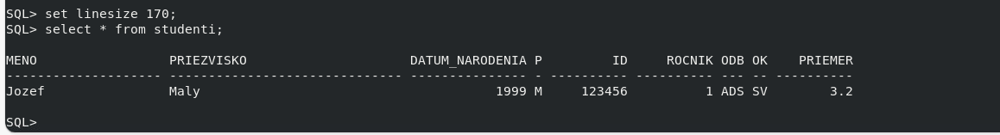 SQL> set linesize 170;
SQL> select * from studenti;
MENO                 PRIEZVISKO                     DATUM_NARODENIA P         ID     ROCNIK ODB OK    PRIEMER
-------------------- ------------------------------ --------------- - ---------- ---------- --- -- ----------
Jozef                Maly                                      1999 M     123456          1 ADS SV        3.2
SQL>